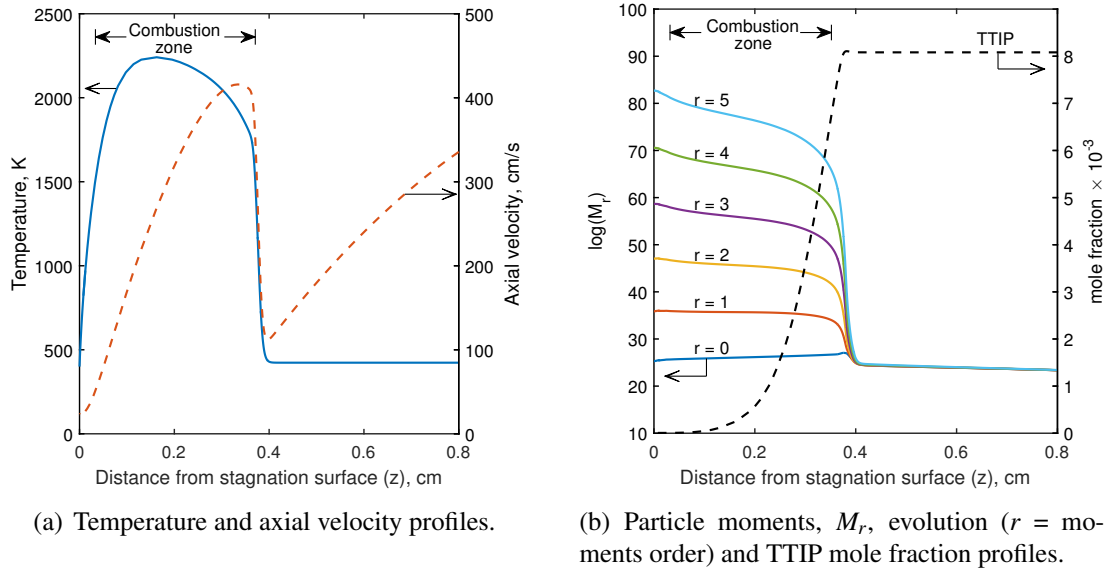 Combustion
zone
Temperature, K
2500
2000
1500
1000
500
0
Axial velocity, cm/s
500
400
300
200
100
0
0 0.2 0.4 0.6 0.8
Distance from stagnation surface (z), cm
(a) Temperature and axial velocity profiles.
Combustion
zone
TTIP
log(M_r)
100
90
80
70
60
50
40
30
20
10
r = 5
r = 4
r = 3
r = 2
r = 1
r = 0
mole fraction × 10⁻³
9
8
7
6
5
4
3
2
1
0
0 0.2 0.4 0.6 0.8
Distance from stagnation surface (z), cm
(b) Particle moments, M_r, evolution (r = mo-
ments order) and TTIP mole fraction profiles.